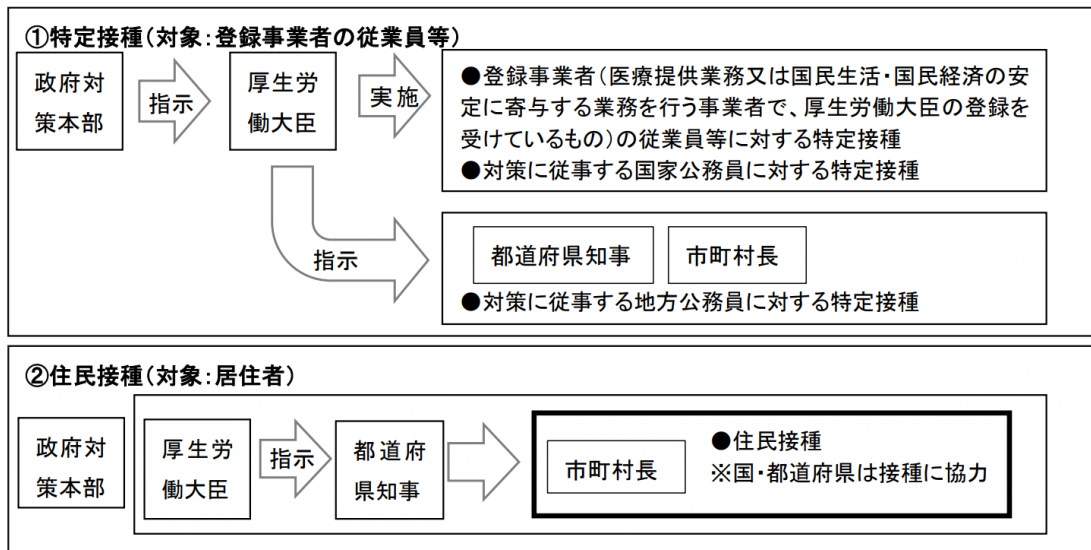 ①特定接種(対象:登録事業者の従業員等)
政府対
策本部
指示
厚生労
働大臣
実施
●登録事業者(医療提供業務又は国民生活・国民経済の安
定に寄与する業務を行う事業者で、厚生労働大臣の登録を
受けているもの)の従業員等に対する特定接種
●対策に従事する国家公務員に対する特定接種
指示
都道府県知事
市町村長
●対策に従事する地方公務員に対する特定接種
②住民接種(対象:居住者)
政府対
策本部
厚生労
働大臣
指示
都道府
県知事
市町村長
●住民接種
※国・都道府県は接種に協力